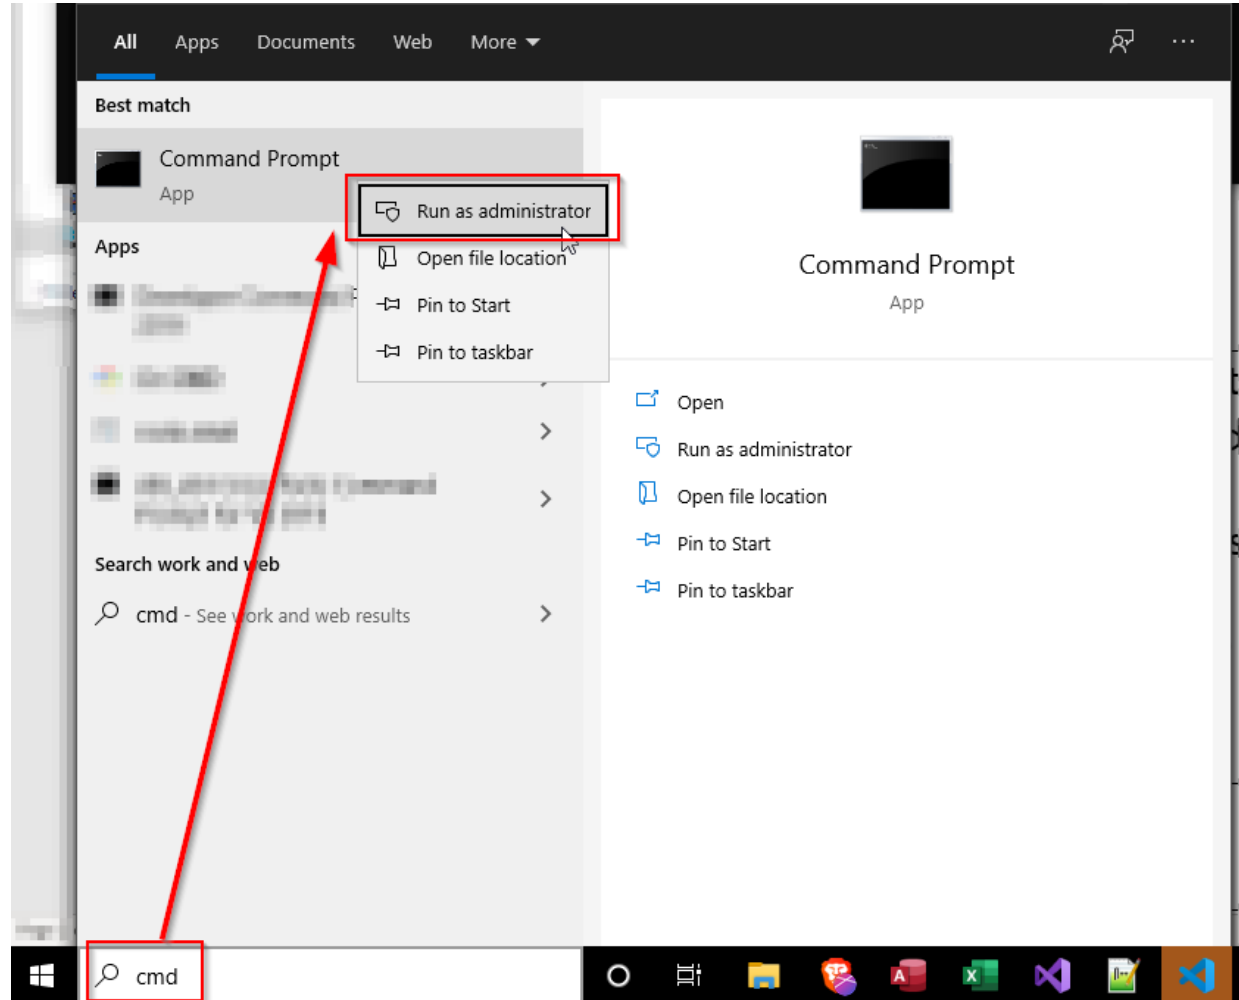 All Apps Documents Web More
Best match
Command Prompt
App
Run as administrator
Open file location
Pin to Start
Pin to taskbar
Apps
Search work and web
cmd - See work and web results
Command Prompt
App
Open
Run as administrator
Open file location
Pin to Start
Pin to taskbar
cmd